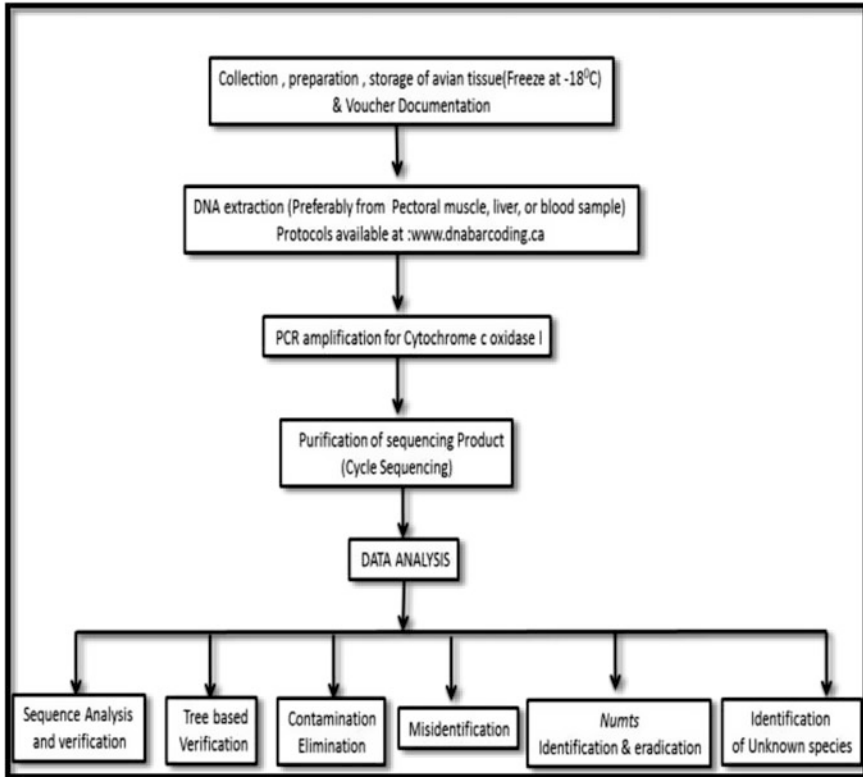 Collection , preparation , storage of avian tissue(Freeze at -18⁰C)
& Voucher Documentation
DNA extraction (Preferably from Pectoral muscle, liver, or blood sample)
Protocols available at :www.dnabarcoding.ca
PCR amplification for Cytochrome c oxidase I
Purification of sequencing Product
(Cycle Sequencing)
DATA ANALYSIS
Sequence Analysis
and verification
Tree based
Verification
Contamination
Elimination
Misidentification
Numts
Identification & eradication
Identification
of Unknown species